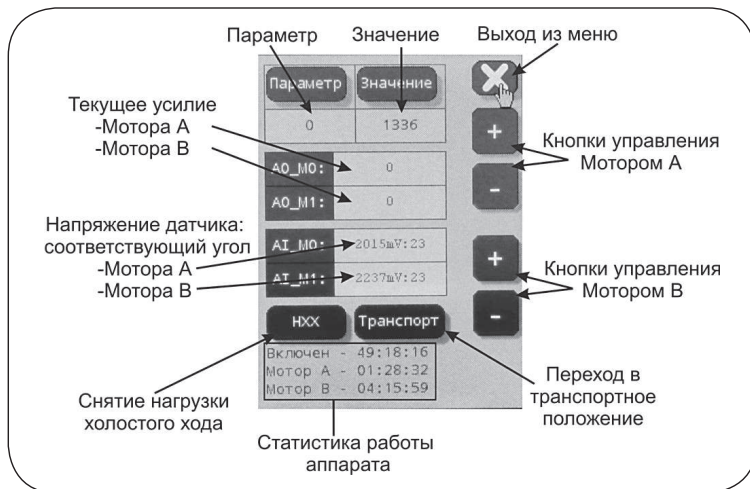 Параметр
Значение
Выход из меню
Параметр
Значение
0
1336
+
Текущее усилие
-Мотора А
-Мотора В
Кнопки управления
Мотором А
AO_M0:
0
AO_M1:
0
-
Напряжение датчика:
соответствующий угол
-Мотора А
-Мотора В
AI_M0:
2015mV:23
AI_M1:
2237mV:23
+
Кнопки управления
Мотором В
-
НХХ
Транспорт
Включен - 49:18:16
Мотор А - 01:28:32
Мотор В - 04:15:59
Снятие нагрузки
холостого хода
Статистика работы
аппарата
Переход в
транспортное
положение